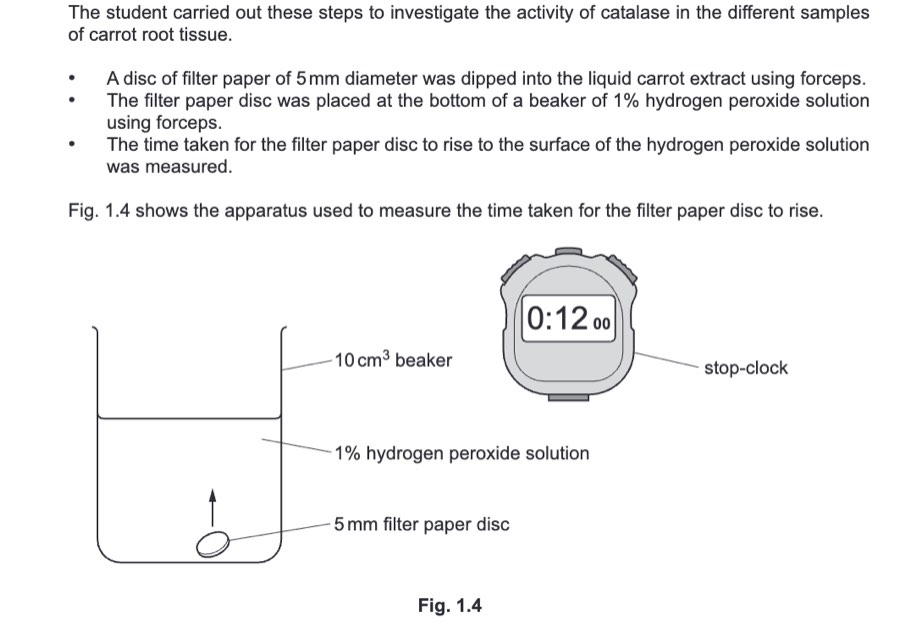 The student carried out these steps to investigate the activity of catalase in the different samples
of carrot root tissue.
• A disc of filter paper of 5 mm diameter was dipped into the liquid carrot extract using forceps.
• The filter paper disc was placed at the bottom of a beaker of 1% hydrogen peroxide solution
using forceps.
• The time taken for the filter paper disc to rise to the surface of the hydrogen peroxide solution
was measured.
Fig. 1.4 shows the apparatus used to measure the time taken for the filter paper disc to rise.
0:12 00
10 cm³ beaker
stop-clock
1% hydrogen peroxide solution
5 mm filter paper disc
Fig. 1.4